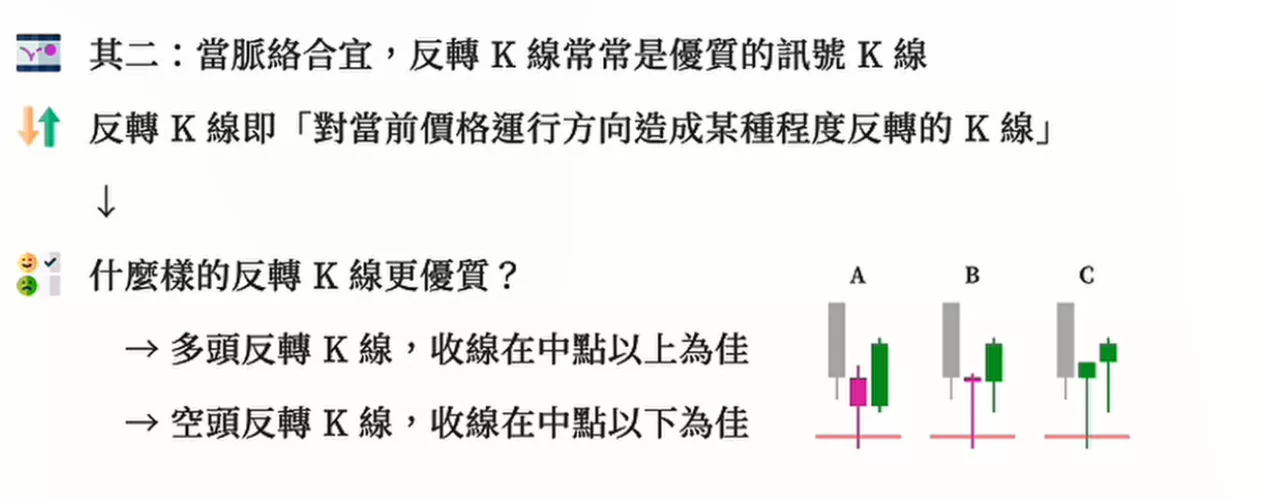 其二：當脈絡合宜，反轉 K 線常常是優質的訊號 K 線
反轉 K 線即「對當前價格運行方向造成某種程度反轉的 K 線」
↓
什麼樣的反轉 K 線更優質？
A B C
→ 多頭反轉 K 線，收線在中點以上為佳
→ 空頭反轉 K 線，收線在中點以下為佳